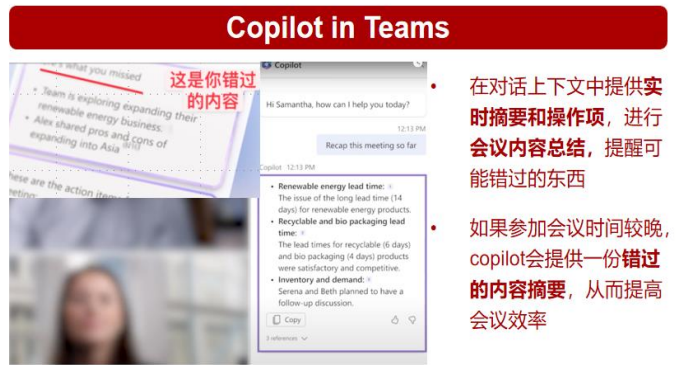 Copilot in Teams
what you missed
这是你错过
的内容
Team is exploring expanding their
renewable energy business.
Alex shared pros and cons of
expanding into Asia
ese are the action item
eting:
Copilot
Hi Samantha, how can I help you today?
12:13 PM
Recap this meeting so far
Copilot 12:13 PM
• Renewable energy lead time:
The issue of the long lead time (14
days) for renewable energy products.
• Recyclable and bio packaging lead
time:
The lead times for recyclable (6 days)
and bio packaging (4 days) products
were satisfactory and competitive.
• Inventory and demand:
Serena and Beth planned to have a
follow-up discussion.
Copy
3 references
• 在对话上下文中提供实
时摘要和操作项，进行
会议内容总结，提醒可
能错过的东西
• 如果参加会议时间较晚，
copilot会提供一份错过
的内容摘要，从而提高
会议效率